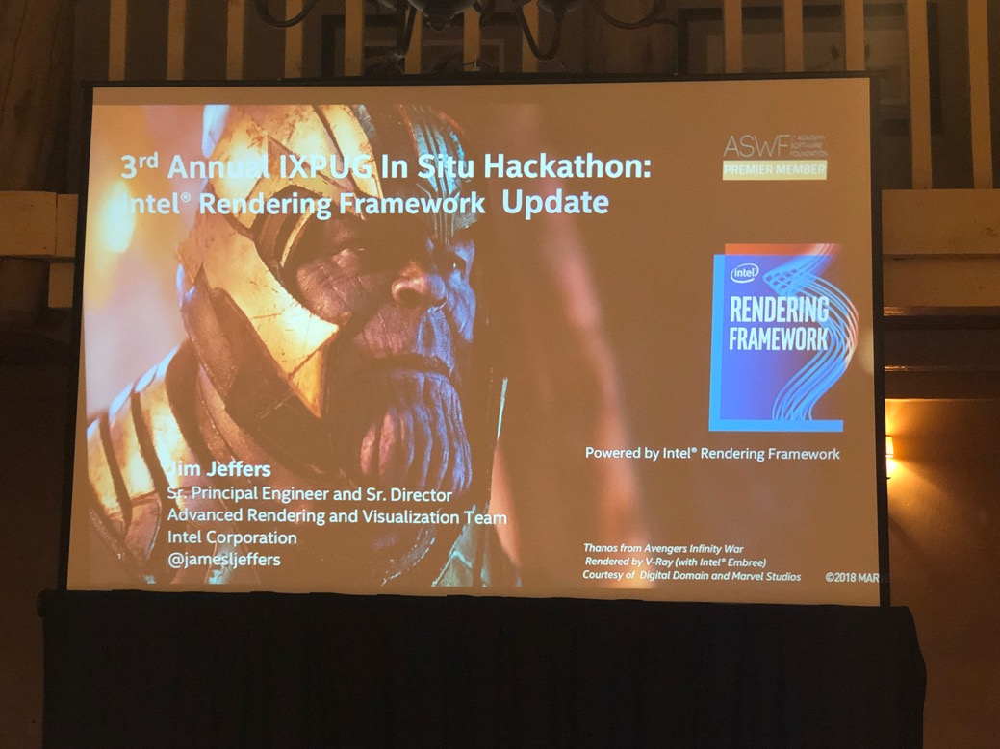 3rd Annual IXPUG In Situ Hackathon:
Intel® Rendering Framework Update
ASWF ACADEMY
SOFTWARE
FOUNDATION
PREMIER MEMBER
intel
RENDERING
FRAMEWORK
Powered by Intel® Rendering Framework
Jim Jeffers
Sr. Principal Engineer and Sr. Director
Advanced Rendering and Visualization Team
Intel Corporation
@jamesljeffers
Thanos from Avengers Infinity War
Rendered by V-Ray (with Intel® Embree)
Courtesy of Digital Domain and Marvel Studios
©2018 MARV